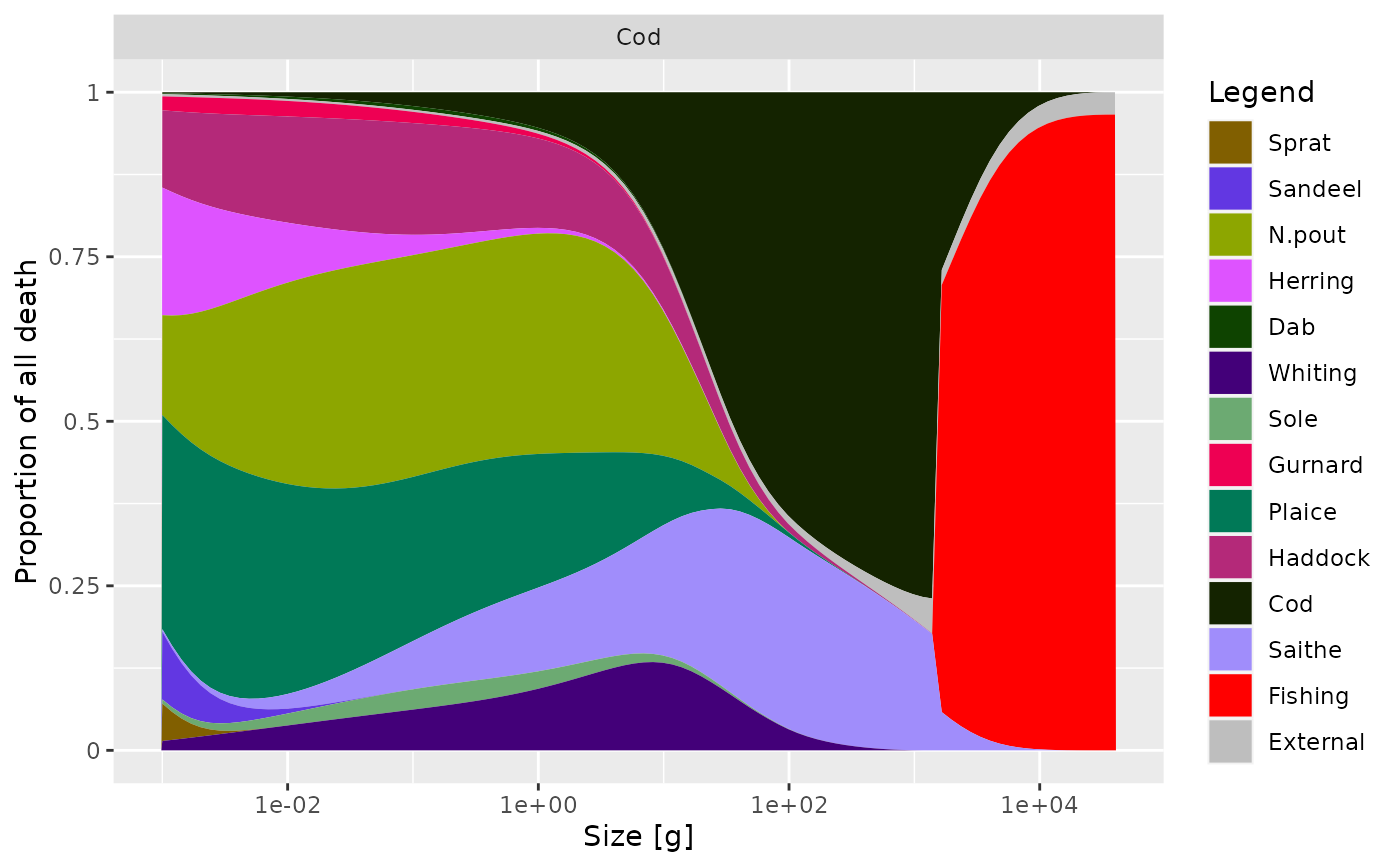 Cod
Proportion of all death
1
0.75
0.5
0.25
0
1e-02
1e+00
1e+02
1e+04
Size [g]
Legend
Sprat
Sandeel
N.pout
Herring
Dab
Whiting
Sole
Gurnard
Plaice
Haddock
Cod
Saithe
Fishing
External